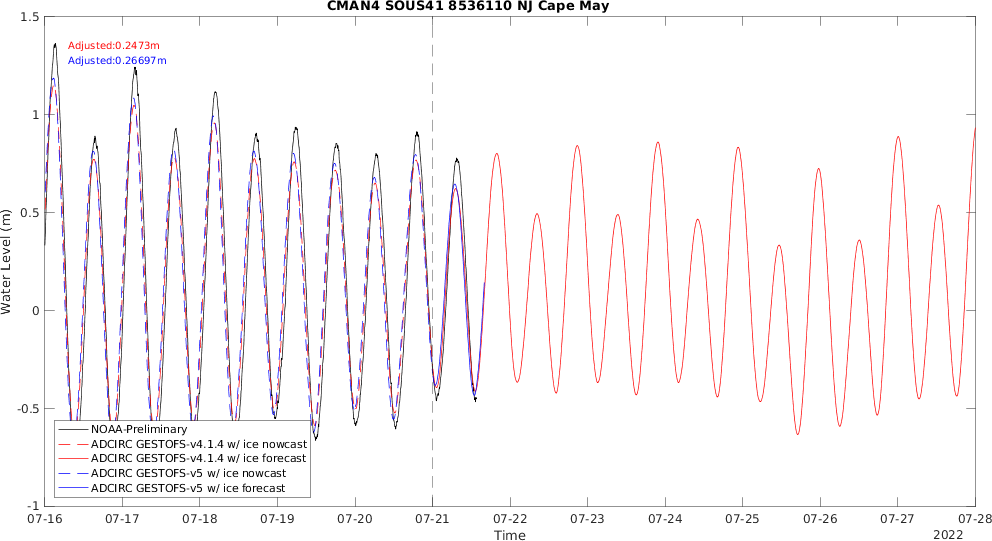 CMAN4 SOUS41 8536110 NJ Cape May
1.5
Adjusted:0.2473m
Adjusted:0.26697m
1
0.5
Water Level (m)
0
-0.5
NOAA-Preliminary
ADCIRC GESTOFS-v4.1.4 w/ ice nowcast
ADCIRC GESTOFS-v4.1.4 w/ ice forecast
ADCIRC GESTOFS-v5 w/ ice nowcast
ADCIRC GESTOFS-v5 w/ ice forecast
-1
07-16 07-17 07-18 07-19 07-20 07-21 07-22 07-23 07-24 07-25 07-26 07-27 07-28
Time
2022